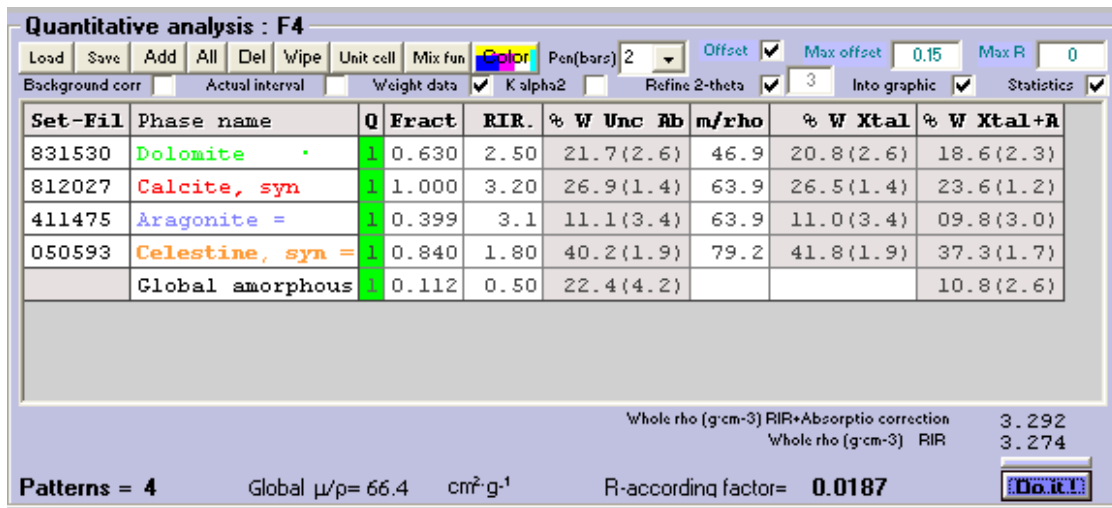 Quantitative analysis : F4
Load Save Add All Del Wipe Unit cell Mix fun Color Pen(bars) 2 Offset Max offset 0.15 Max R 0
Background corr Actual interval Weight data K alpha2 Refine 2-theta 3 Into graphic Statistics
Set-Fil Phase name Q Fract RIR. % W Unc Ab m/rho % W Xtal % W Xtal+A
831530 Dolomite 1 0.630 2.50 21.7(2.6) 46.9 20.8(2.6) 18.6(2.3)
812027 Calcite, syn 1 1.000 3.20 26.9(1.4) 63.9 26.5(1.4) 23.6(1.2)
411475 Aragonite = 1 0.399 3.1 11.1(3.4) 63.9 11.0(3.4) 09.8(3.0)
050593 Celestine, syn = 1 0.840 1.80 40.2(1.9) 79.2 41.8(1.9) 37.3(1.7)
Global amorphous 1 0.112 0.50 22.4(4.2) 10.8(2.6)
Whole rho (g·cm-3) RIR+Absorptio correction 3.292
Whole rho (g·cm-3) RIR 3.274
Patterns = 4 Global µ/ρ= 66.4 cm²·g-1 R-according factor= 0.0187 Do it !